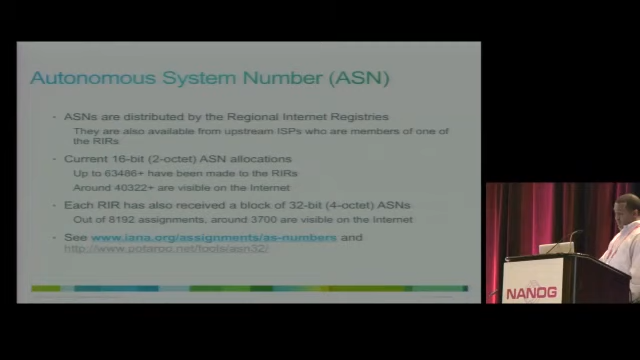 Autonomous System Number (ASN)
• ASNs are distributed by the Regional Internet Registries
They are also available from upstream ISPs who are members of one of
the RIRs
• Current 16-bit (2-octet) ASN allocations
Up to 63486+ have been made to the RIRs
Around 40322+ are visible on the Internet
• Each RIR has also received a block of 32-bit (4-octet) ASNs
Out of 8192 assignments, around 3700 are visible on the Internet
• See www.iana.org/assignments/as-numbers and
http://www.potaroo.net/tools/asn32/
NANOG